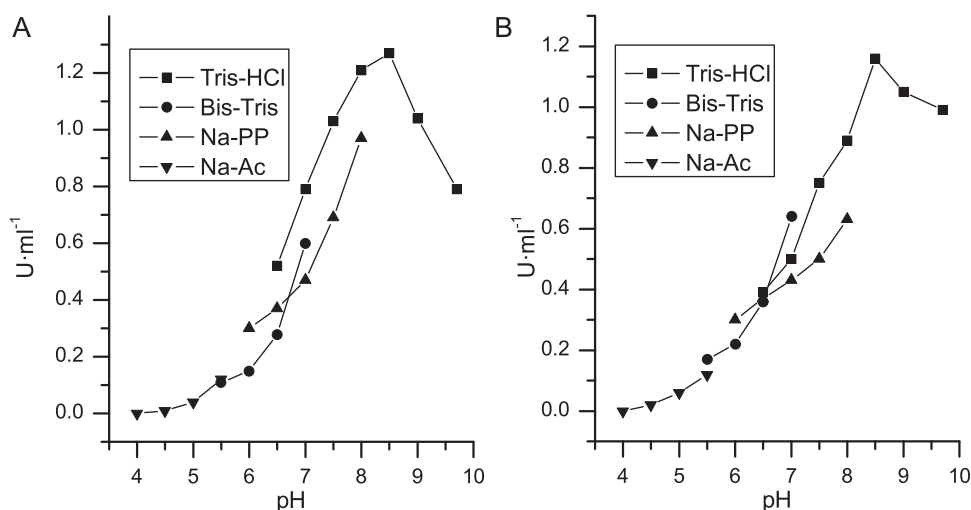 A
Tris-HCl
Bis-Tris
Na-PP
Na-Ac
U·ml⁻¹
1.2
1.0
0.8
0.6
0.4
0.2
0.0
4 5 6 7 8 9 10
pH
B
Tris-HCl
Bis-Tris
Na-PP
Na-Ac
U·ml⁻¹
1.2
1.0
0.8
0.6
0.4
0.2
0.0
4 5 6 7 8 9 10
pH